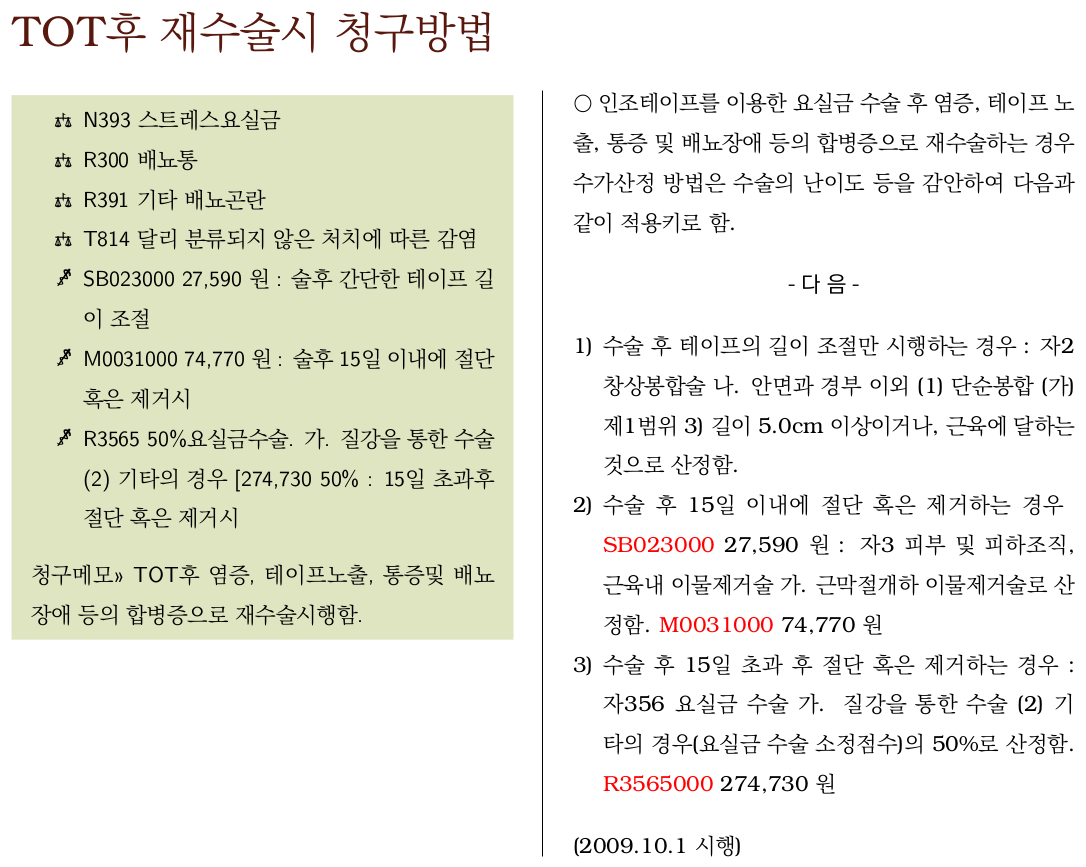 TOT후 재수술시 청구방법
N393 스트레스요실금
R300 배뇨통
R391 기타 배뇨곤란
T814 달리 분류되지 않은 처치에 따른 감염
SB023000 27,590 원 : 술후 간단한 테이프 길
이 조절
M0031000 74,770 원 : 술후 15일 이내에 절단
혹은 제거시
R3565 50%요실금수술. 가. 질강을 통한 수술
(2) 기타의 경우 [274,730 50% : 15일 초과후
절단 혹은 제거시
청구메모» TOT후 염증, 테이프노출, 통증및 배뇨
장애 등의 합병증으로 재수술시행함.
○ 인조테이프를 이용한 요실금 수술 후 염증, 테이프 노
출, 통증 및 배뇨장애 등의 합병증으로 재수술하는 경우
수가산정 방법은 수술의 난이도 등을 감안하여 다음과
같이 적용키로 함.
- 다 음 -
1) 수술 후 테이프의 길이 조절만 시행하는 경우 : 자2
창상봉합술 나. 안면과 경부 이외 (1) 단순봉합 (가)
제1범위 3) 길이 5.0cm 이상이거나, 근육에 달하는
것으로 산정함.
2) 수술 후 15일 이내에 절단 혹은 제거하는 경우
SB023000 27,590 원 : 자3 피부 및 피하조직,
근육내 이물제거술 가. 근막절개하 이물제거술로 산
정함. M0031000 74,770 원
3) 수술 후 15일 초과 후 절단 혹은 제거하는 경우 :
자356 요실금 수술 가. 질강을 통한 수술 (2) 기
타의 경우(요실금 수술 소정점수)의 50%로 산정함.
R3565000 274,730 원
(2009.10.1 시행)